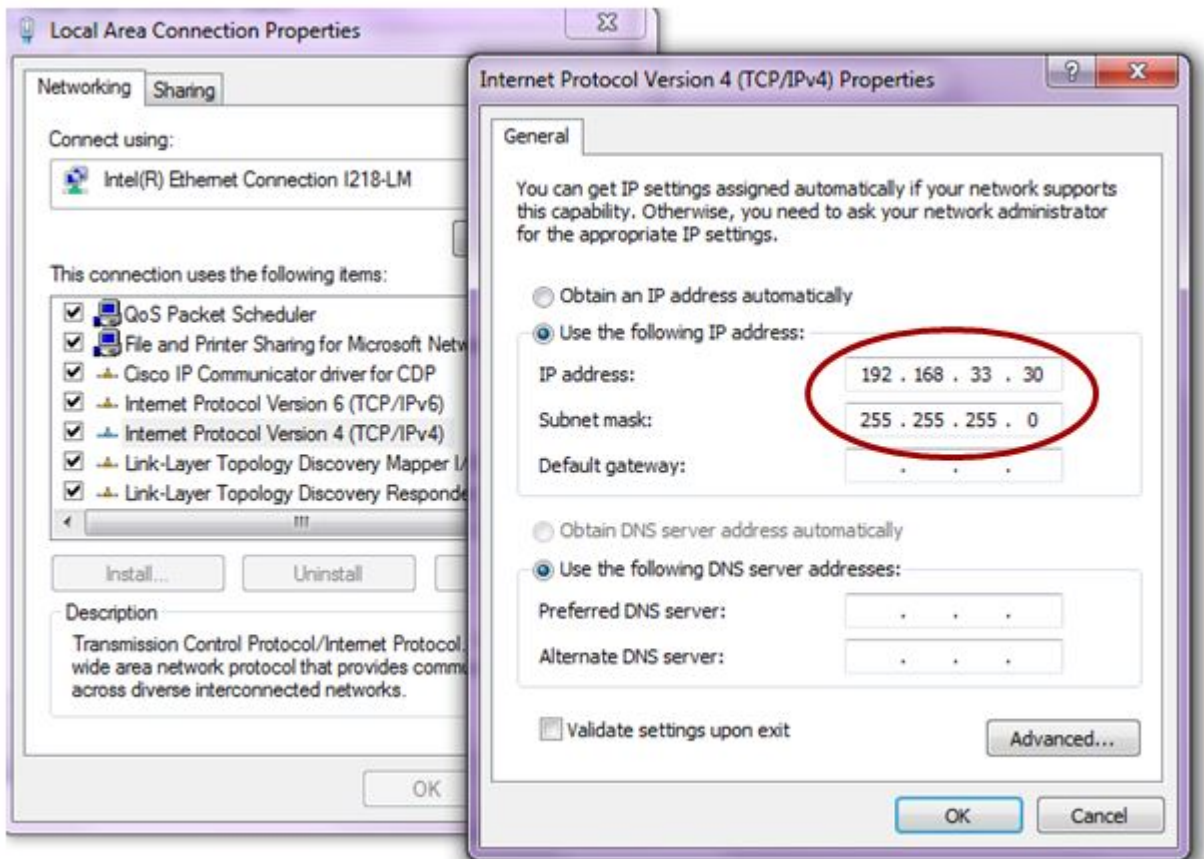 Local Area Connection Properties
Networking
Sharing
Connect using:
Intel(R) Ethernet Connection I218-LM
This connection uses the following items:
QoS Packet Scheduler
File and Printer Sharing for Microsoft Netw
Cisco IP Communicator driver for CDP
Internet Protocol Version 6 (TCP/IPv6)
Internet Protocol Version 4 (TCP/IPv4)
Link-Layer Topology Discovery Mapper I/
Link-Layer Topology Discovery Responde
Install...
Uninstall
Description
Transmission Control Protocol/Internet Protocol.
wide area network protocol that provides commu
across diverse interconnected networks.
OK
Internet Protocol Version 4 (TCP/IPv4) Properties
General
You can get IP settings assigned automatically if your network supports
this capability. Otherwise, you need to ask your network administrator
for the appropriate IP settings.
Obtain an IP address automatically
Use the following IP address:
IP address: 192 . 168 . 33 . 30
Subnet mask: 255 . 255 . 255 . 0
Default gateway: . . .
Obtain DNS server address automatically
Use the following DNS server addresses:
Preferred DNS server: . . .
Alternate DNS server: . . .
Validate settings upon exit
Advanced...
OK
Cancel